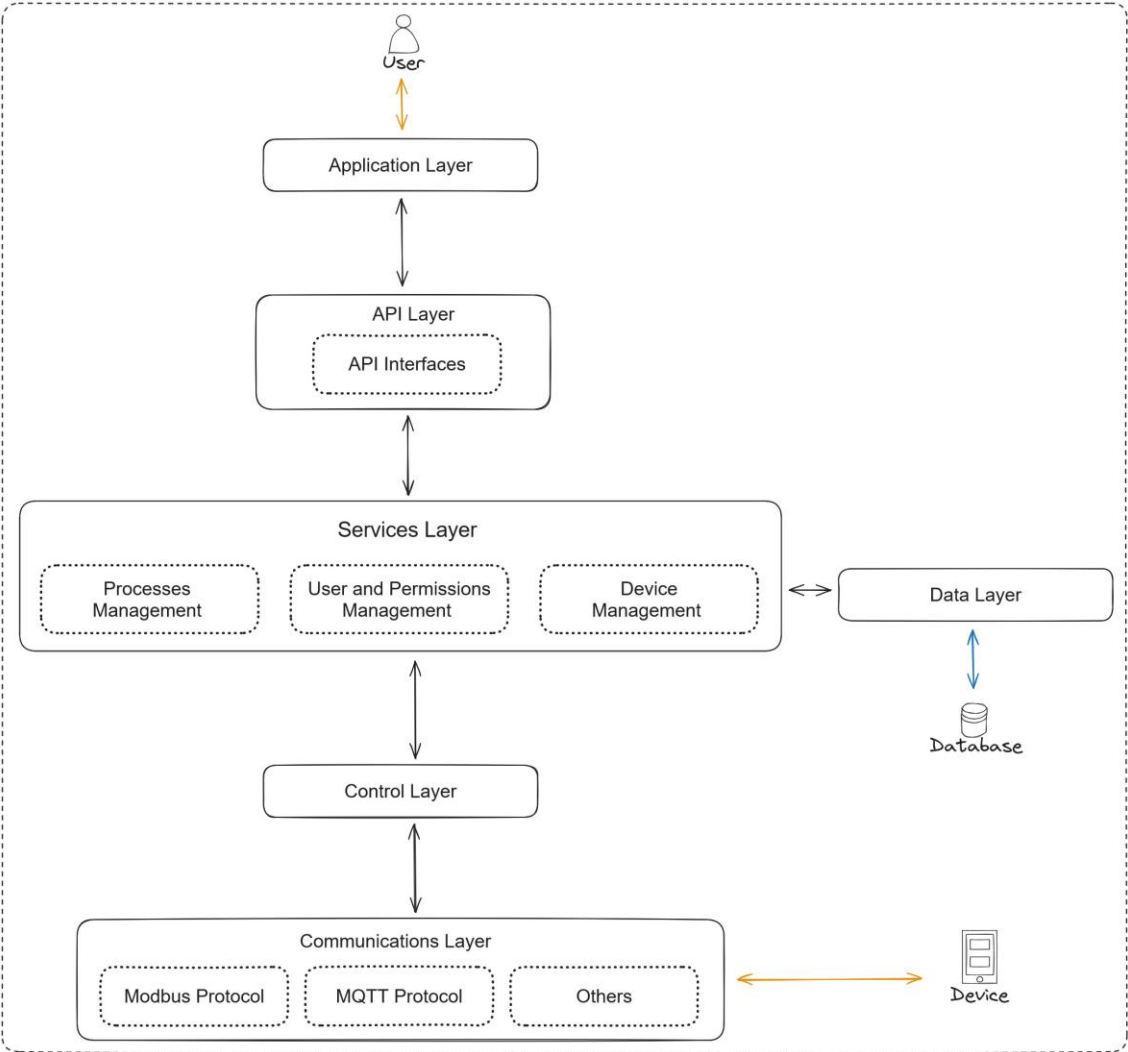 User
Application Layer
API Layer
API Interfaces
Services Layer
Processes
Management
User and Permissions
Management
Device
Management
Data Layer
Database
Control Layer
Communications Layer
Modbus Protocol
MQTT Protocol
Others
Device